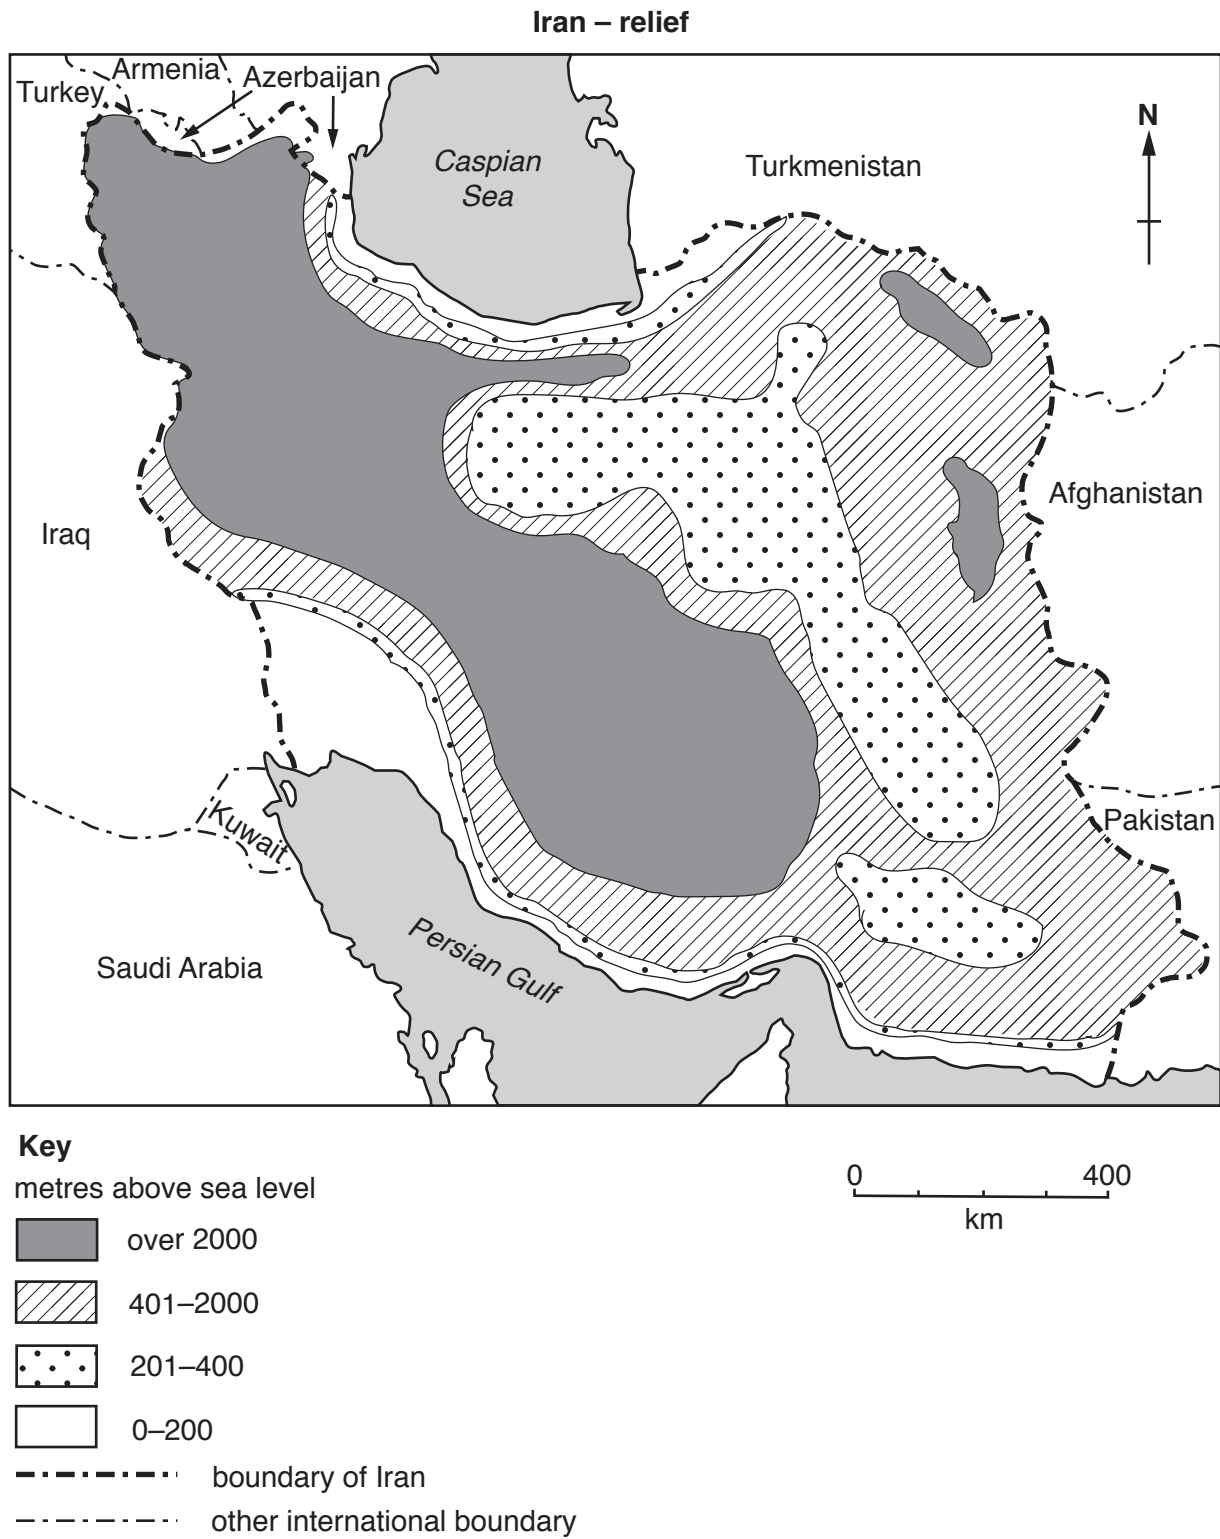 Iran – relief
Armenia
Azerbaijan
Turkey
N
Caspian
Sea
Turkmenistan
Afghanistan
Iraq
Kuwait
Pakistan
Saudi Arabia
Persian Gulf
Key
metres above sea level
over 2000
401–2000
201–400
0–200
boundary of Iran
other international boundary
0 400
km